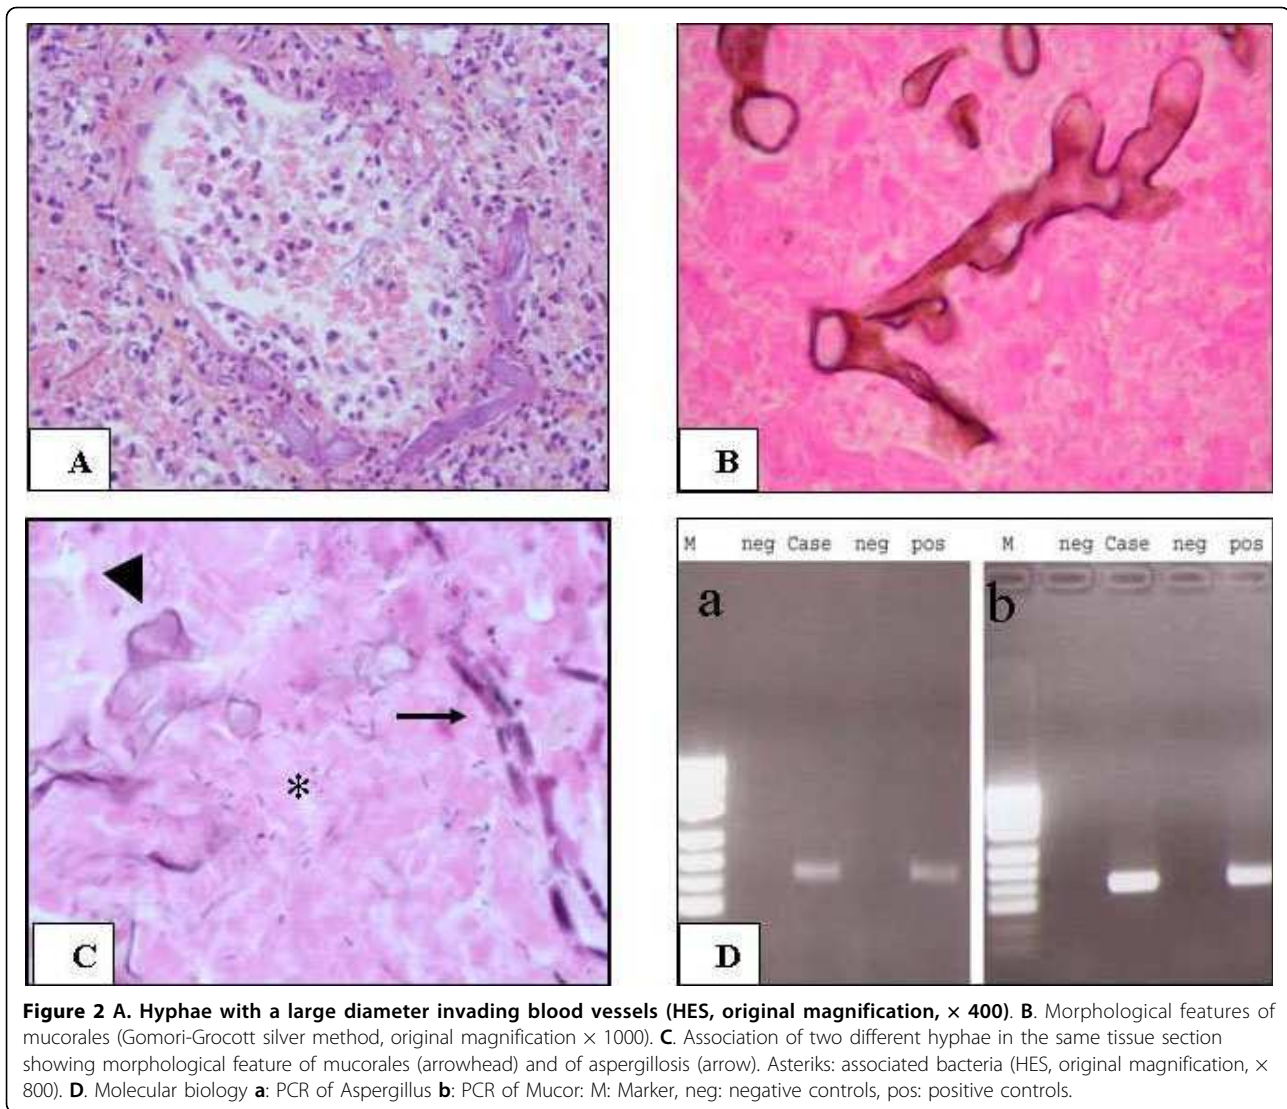 A
B
*
C
M neg Case neg pos M neg Case neg pos
a b
D
Figure 2 A. Hyphae with a large diameter invading blood vessels (HES, original magnification, × 400). B. Morphological features of
mucorales (Gomori-Grocott silver method, original magnification × 1000). C. Association of two different hyphae in the same tissue section
showing morphological feature of mucorales (arrowhead) and of aspergillosis (arrow). Asteriks: associated bacteria (HES, original magnification, ×
800). D. Molecular biology a: PCR of Aspergillus b: PCR of Mucor: M: Marker, neg: negative controls, pos: positive controls.